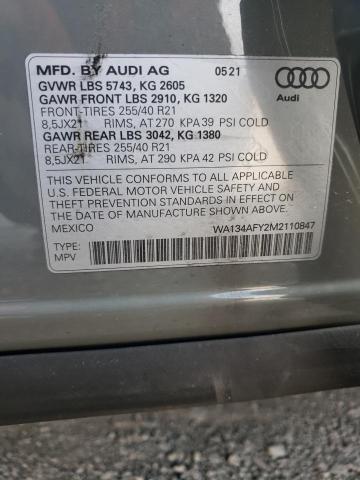 MFD. BY AUDI AG 05 21
GVWR LBS 5743, KG 2605
GAWR FRONT LBS 2910, KG 1320
FRONT-TIRES 255/40 R21
8,5JX21 RIMS, AT 270 KPA 39 PSI COLD
GAWR REAR LBS 3042, KG 1380
REAR-TIRES 255/40 R21
8,5JX21 RIMS, AT 290 KPA 42 PSI COLD
Audi
THIS VEHICLE CONFORMS TO ALL APPLICABLE
U.S. FEDERAL MOTOR VEHICLE SAFETY AND
THEFT PREVENTION STANDARDS IN EFFECT ON THE
DATE OF MANUFACTURE SHOWN ABOVE.
MEXICO WA134AFY2M2110847
TYPE:
MPV